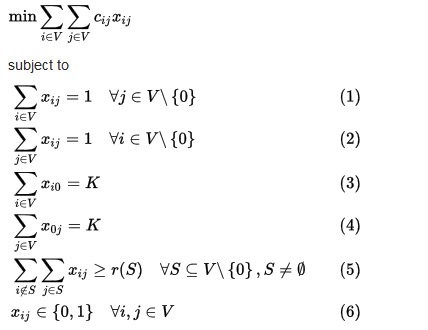 min ∑_{i∈V} ∑_{j∈V} c_{ij}x_{ij}
subject to
∑_{i∈V} x_{ij} = 1 ∀j ∈ V\ {0} (1)
∑_{j∈V} x_{ij} = 1 ∀i ∈ V\ {0} (2)
∑_{i∈V} x_{i0} = K (3)
∑_{j∈V} x_{0j} = K (4)
∑_{i∉S} ∑_{j∈S} x_{ij} ≥ r(S) ∀S ⊆ V\ {0} , S ≠ ∅ (5)
x_{ij} ∈ {0, 1} ∀i, j ∈ V (6)